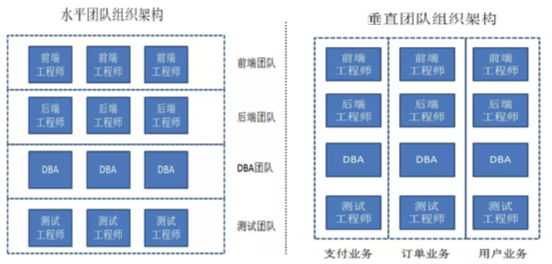 水平团队组织架构
前端
工程师
前端
工程师
前端
工程师
前端团队
后端
工程师
后端
工程师
后端
工程师
后端团队
DBA
DBA
DBA
DBA团队
测试
工程师
测试
工程师
测试
工程师
测试团队
垂直团队组织架构
前端
工程师
前端
工程师
前端
工程师
后端
工程师
后端
工程师
后端
工程师
DBA
DBA
DBA
测试
工程师
测试
工程师
测试
工程师
支付业务
订单业务
用户业务